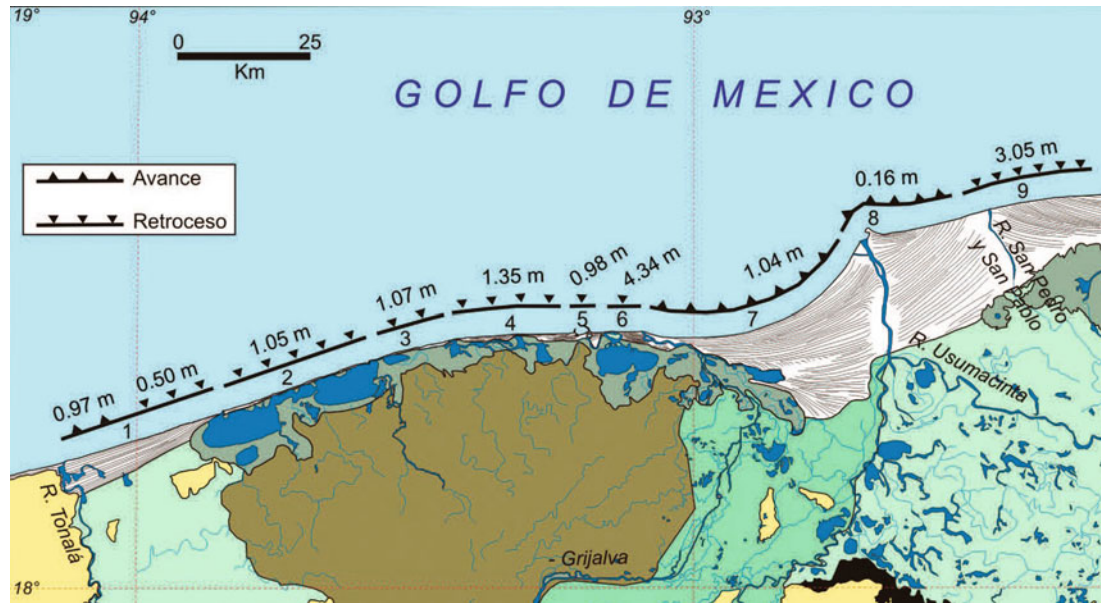 19°
94°
93°
0 25
Km
GOLFO DE MEXICO
Avance
Retroceso
0.97 m
0.50 m
1.05 m
1.07 m
1.35 m
0.98 m
4.34 m
1.04 m
0.16 m
3.05 m
1
2
3
4
5
6
7
8
9
R. San Pedro
y San Pablo
R. Usumacinta
R. Tonalá
Grijalva
18°